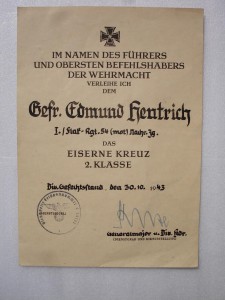 IM NAMEN DES FÜHRERS
UND OBERSTEN BEFEHLSHABERS
DER WEHRMACHT
VERLEIHE ICH
DEM
Gefr. Edmund Hentrich
I./Flak-Rgt. 54 (mot) Nachr. Zg.
DAS
EISERNE KREUZ
2. KLASSE
Div. Gefechtsstand, den 30. 10. 1943
Generalmajor u. Div. Kdr.